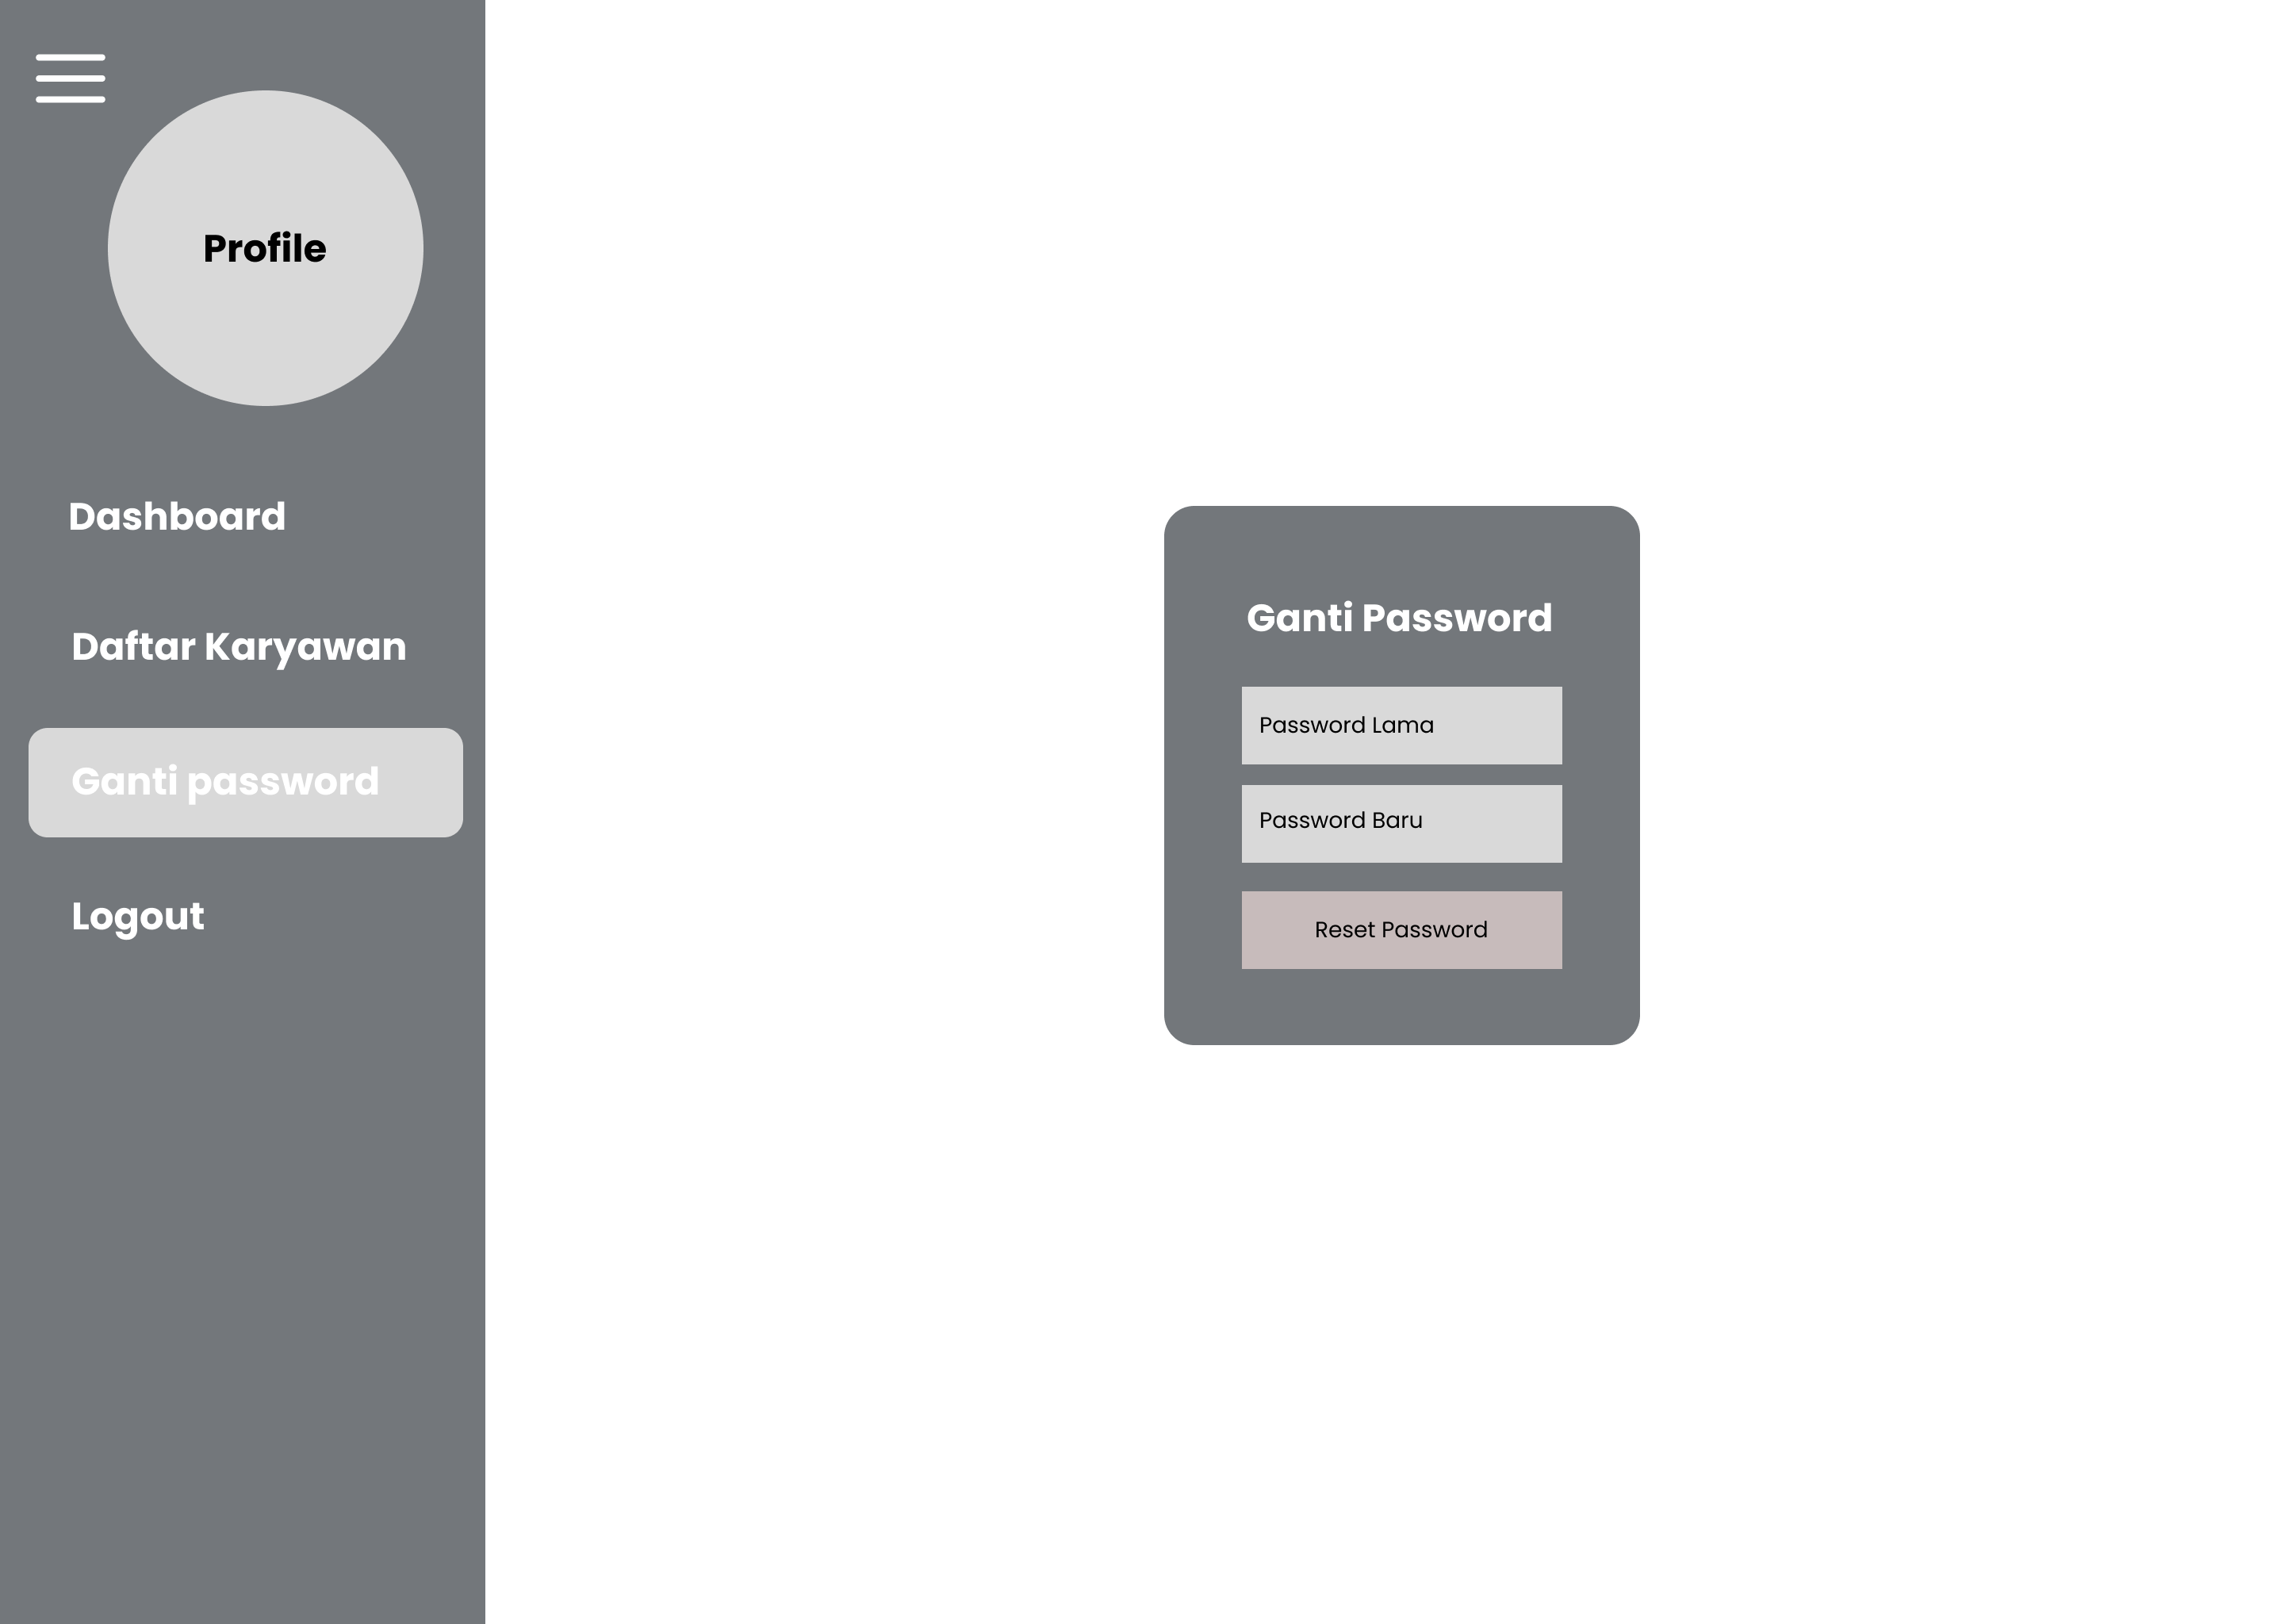 Profile
Dashboard
Daftar Karyawan
Ganti password
Logout
Ganti Password
Password Lama
Password Baru
Reset Password